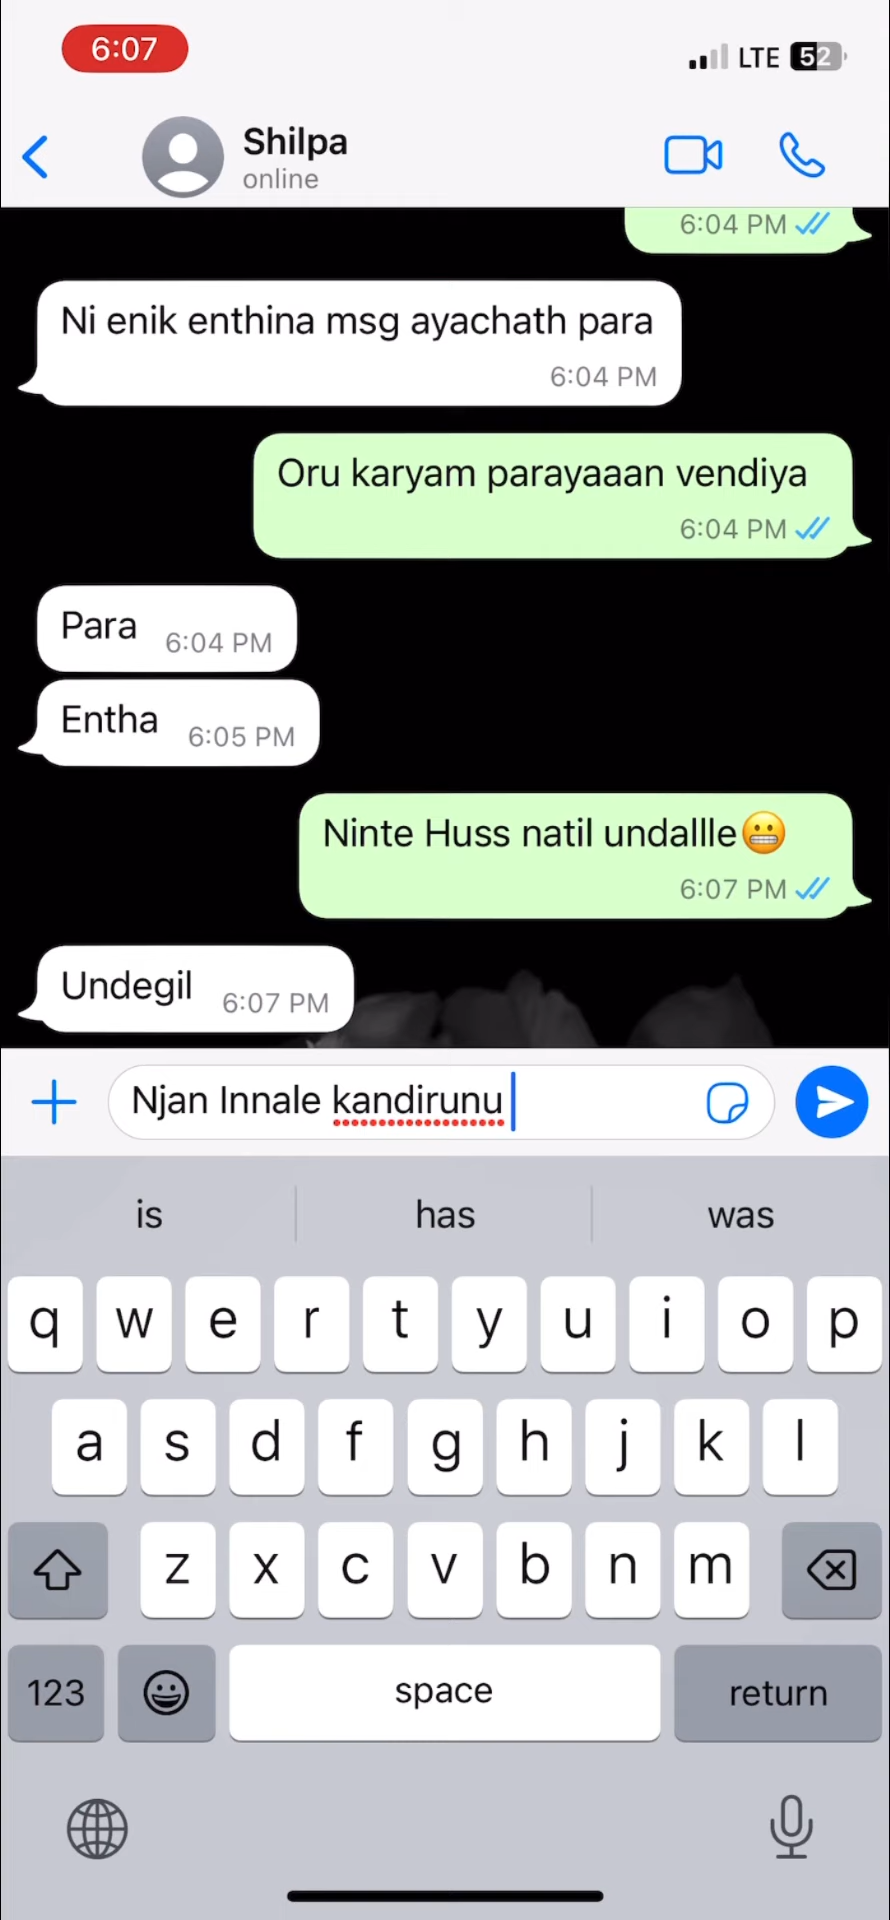 6:07
LTE 52
Shilpa
online
6:04 PM
Ni enik enthina msg ayachath para
6:04 PM
Oru karyam parayaaan vendiya
6:04 PM
Para 6:04 PM
Entha 6:05 PM
Ninte Huss natil undallle😬
6:07 PM
Undegil 6:07 PM
Njan Innale kandirunu
is has was
q w e r t y u i o p
a s d f g h j k l
z x c v b n m
123 space return